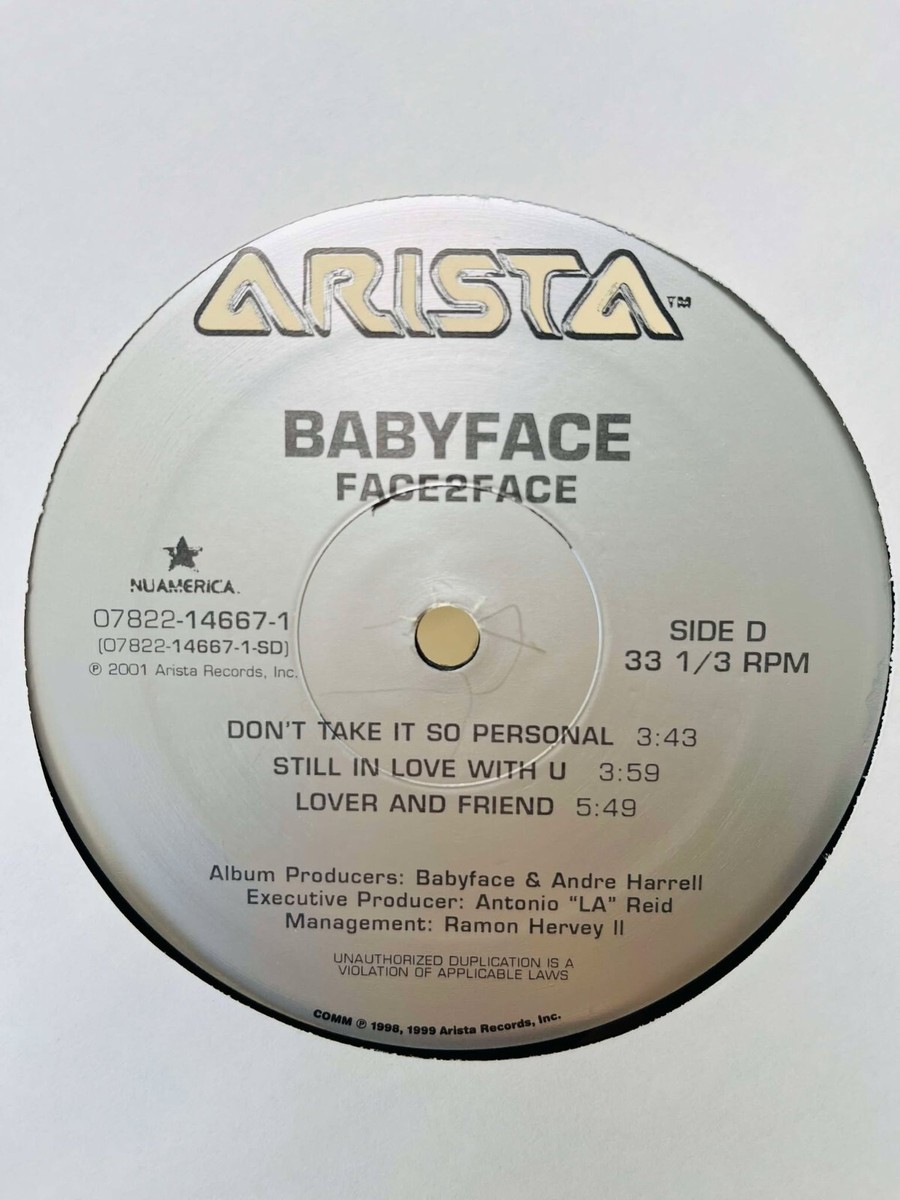 ARISTA™
BABYFACE
FACE2FACE
NUAMERICA.
07822-14667-1
(07822-14667-1-SD)
℗ 2001 Arista Records, Inc.
SIDE D
33 1/3 RPM
DON'T TAKE IT SO PERSONAL 3:43
STILL IN LOVE WITH U 3:59
LOVER AND FRIEND 5:49
Album Producers: Babyface & Andre Harrell
Executive Producer: Antonio "LA" Reid
Management: Ramon Hervey II
UNAUTHORIZED DUPLICATION IS A
VIOLATION OF APPLICABLE LAWS
COMM ℗ 1998, 1999 Arista Records, Inc.